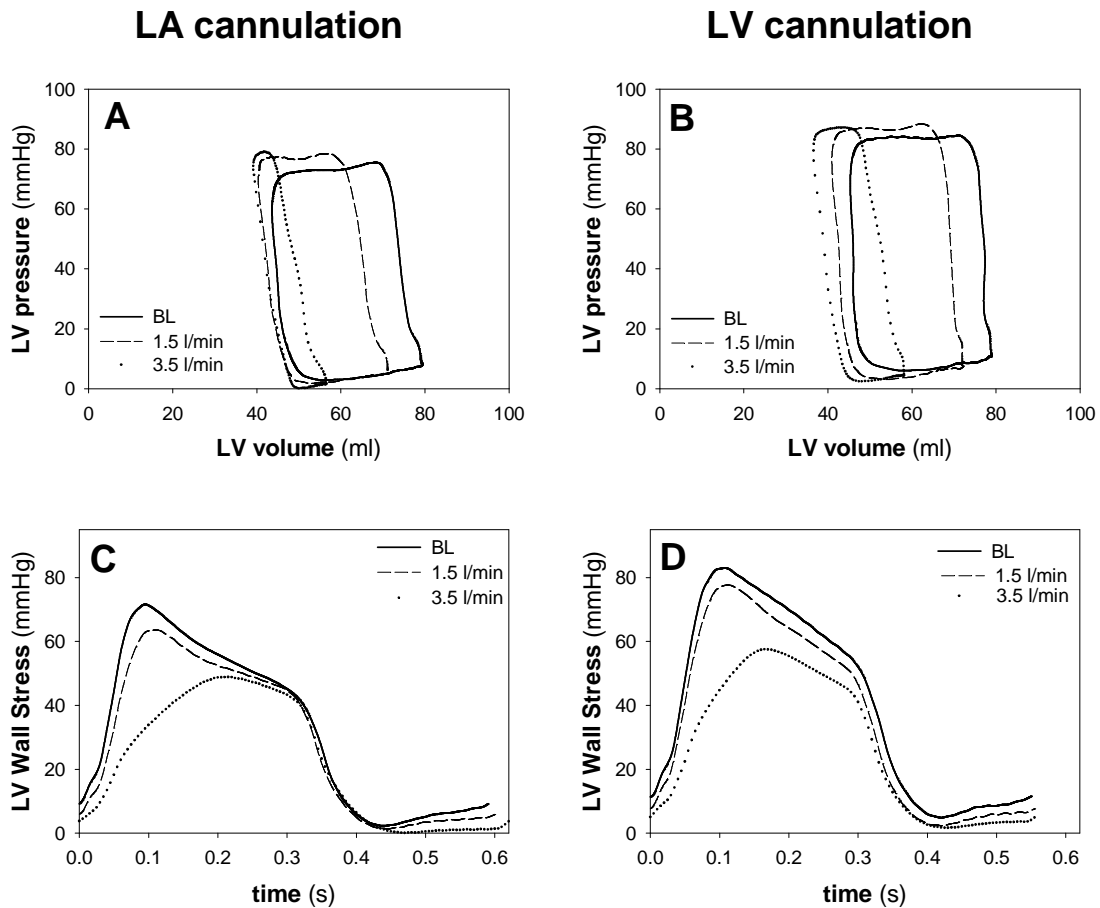 LA cannulation
LV cannulation
A
LV pressure (mmHg)
100
80
60
40
20
0
BL
1.5 l/min
3.5 l/min
0 20 40 60 80 100
LV volume (ml)
B
LV pressure (mmHg)
100
80
60
40
20
0
BL
1.5 l/min
3.5 l/min
0 20 40 60 80 100
LV volume (ml)
C
LV Wall Stress (mmHg)
80
60
40
20
0
BL
1.5 l/min
3.5 l/min
0.0 0.1 0.2 0.3 0.4 0.5 0.6
time (s)
D
LV Wall Stress (mmHg)
80
60
40
20
0
BL
1.5 l/min
3.5 l/min
0.0 0.1 0.2 0.3 0.4 0.5 0.6
time (s)